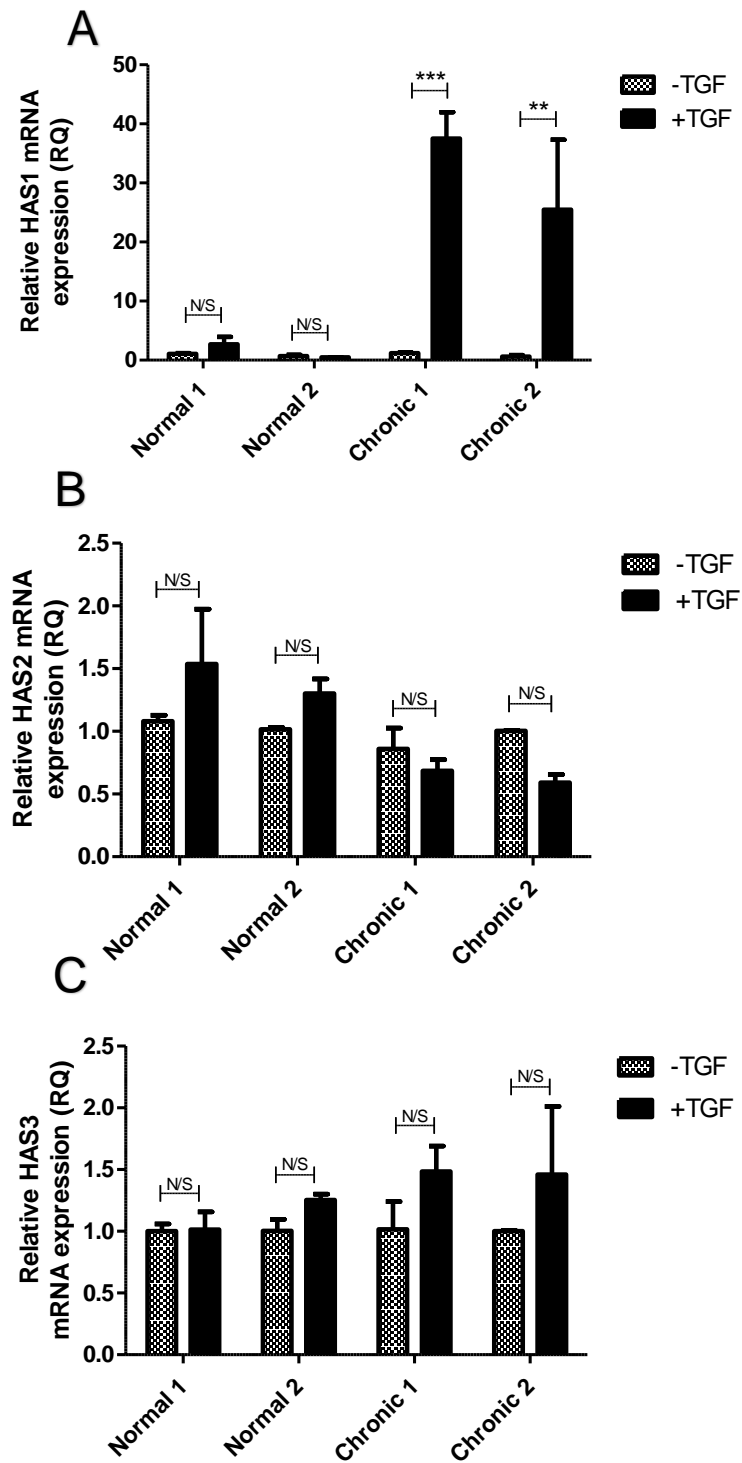 A
Relative HAS1 mRNA
expression (RQ)
50
40
30
20
10
0
N/S
N/S
***
**
-TGF
+TGF
Normal 1
Normal 2
Chronic 1
Chronic 2
B
Relative HAS2 mRNA
expression (RQ)
2.5
2.0
1.5
1.0
0.5
0.0
N/S
N/S
N/S
N/S
-TGF
+TGF
Normal 1
Normal 2
Chronic 1
Chronic 2
C
Relative HAS3
mRNA expression (RQ)
2.5
2.0
1.5
1.0
0.5
0.0
N/S
N/S
N/S
N/S
-TGF
+TGF
Normal 1
Normal 2
Chronic 1
Chronic 2